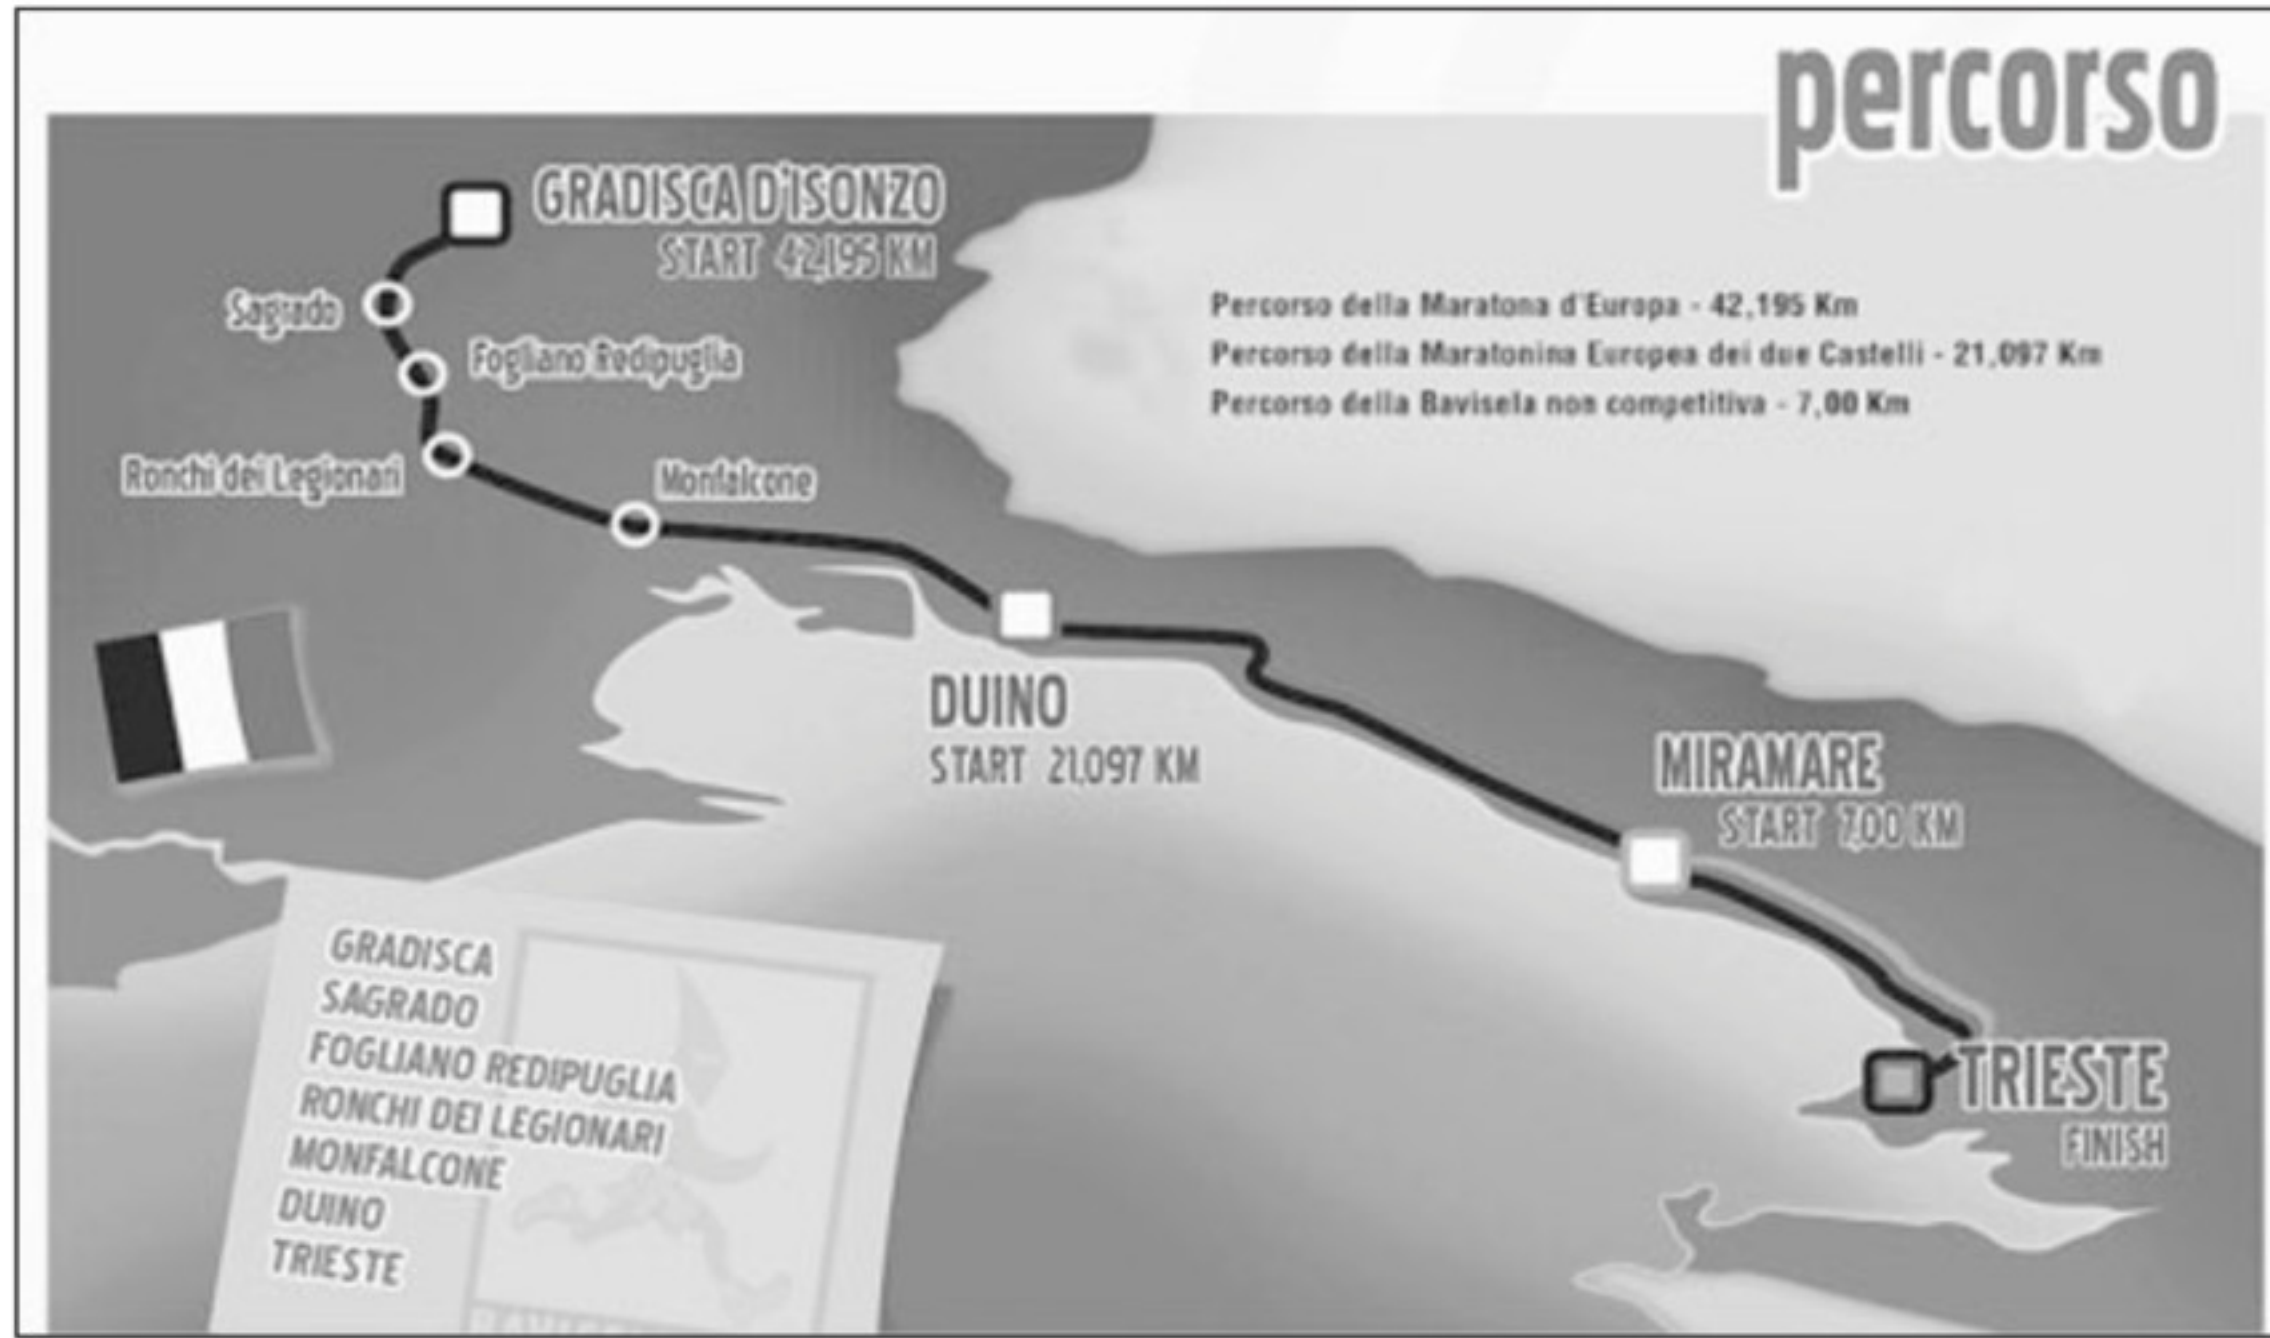 percorso
GRADISCA D'ISONZO
START 42,195 KM
Sagrado
Fogliano Redipuglia
Ronchi dei Legionari
Monfalcone
Percorso della Maratona d'Europa - 42,195 Km
Percorso della Maratonina Europea dei due Castelli - 21,097 Km
Percorso della Bavisela non competitiva - 7,00 Km
DUINO
START 21,097 KM
MIRAMARE
START 7,00 KM
TRIESTE
FINISH
GRADISCA
SAGRADO
FOGLIANO REDIPUGLIA
RONCHI DEI LEGIONARI
MONFALCONE
DUINO
TRIESTE